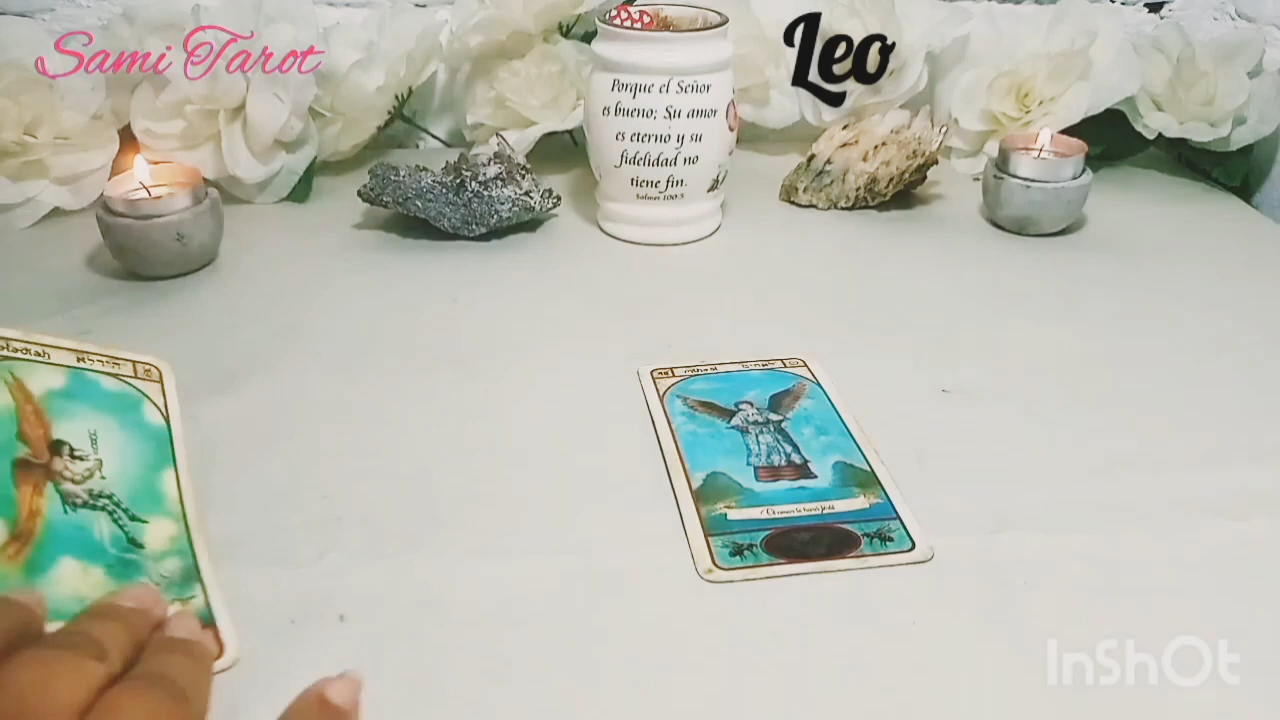 Sami Tarot
Leo
Porque el Señor
es bueno; Su amor
es eterno y su
fidelidad no
tiene fin.
Salmos 100:5
InShOt